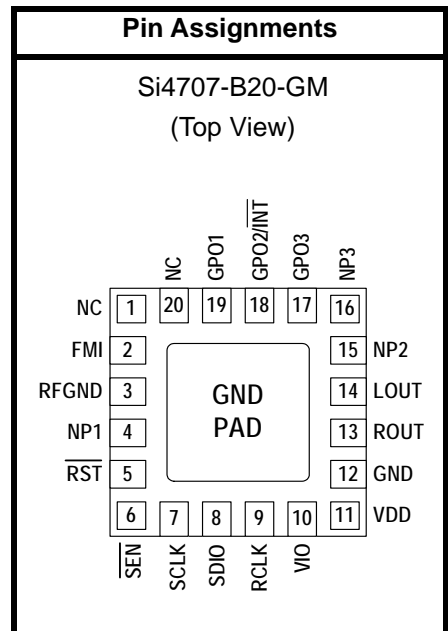 Pin Assignments
Si4707-B20-GM
(Top View)
NC
GPO1
GPO2/INT
GPO3
NP3
20
19
18
17
16
NC 1
FMI 2
RFGND 3
NP1 4
RST 5
GND
PAD
15 NP2
14 LOUT
13 ROUT
12 GND
11 VDD
6
7
8
9
10
SEN
SCLK
SDIO
RCLK
VIO